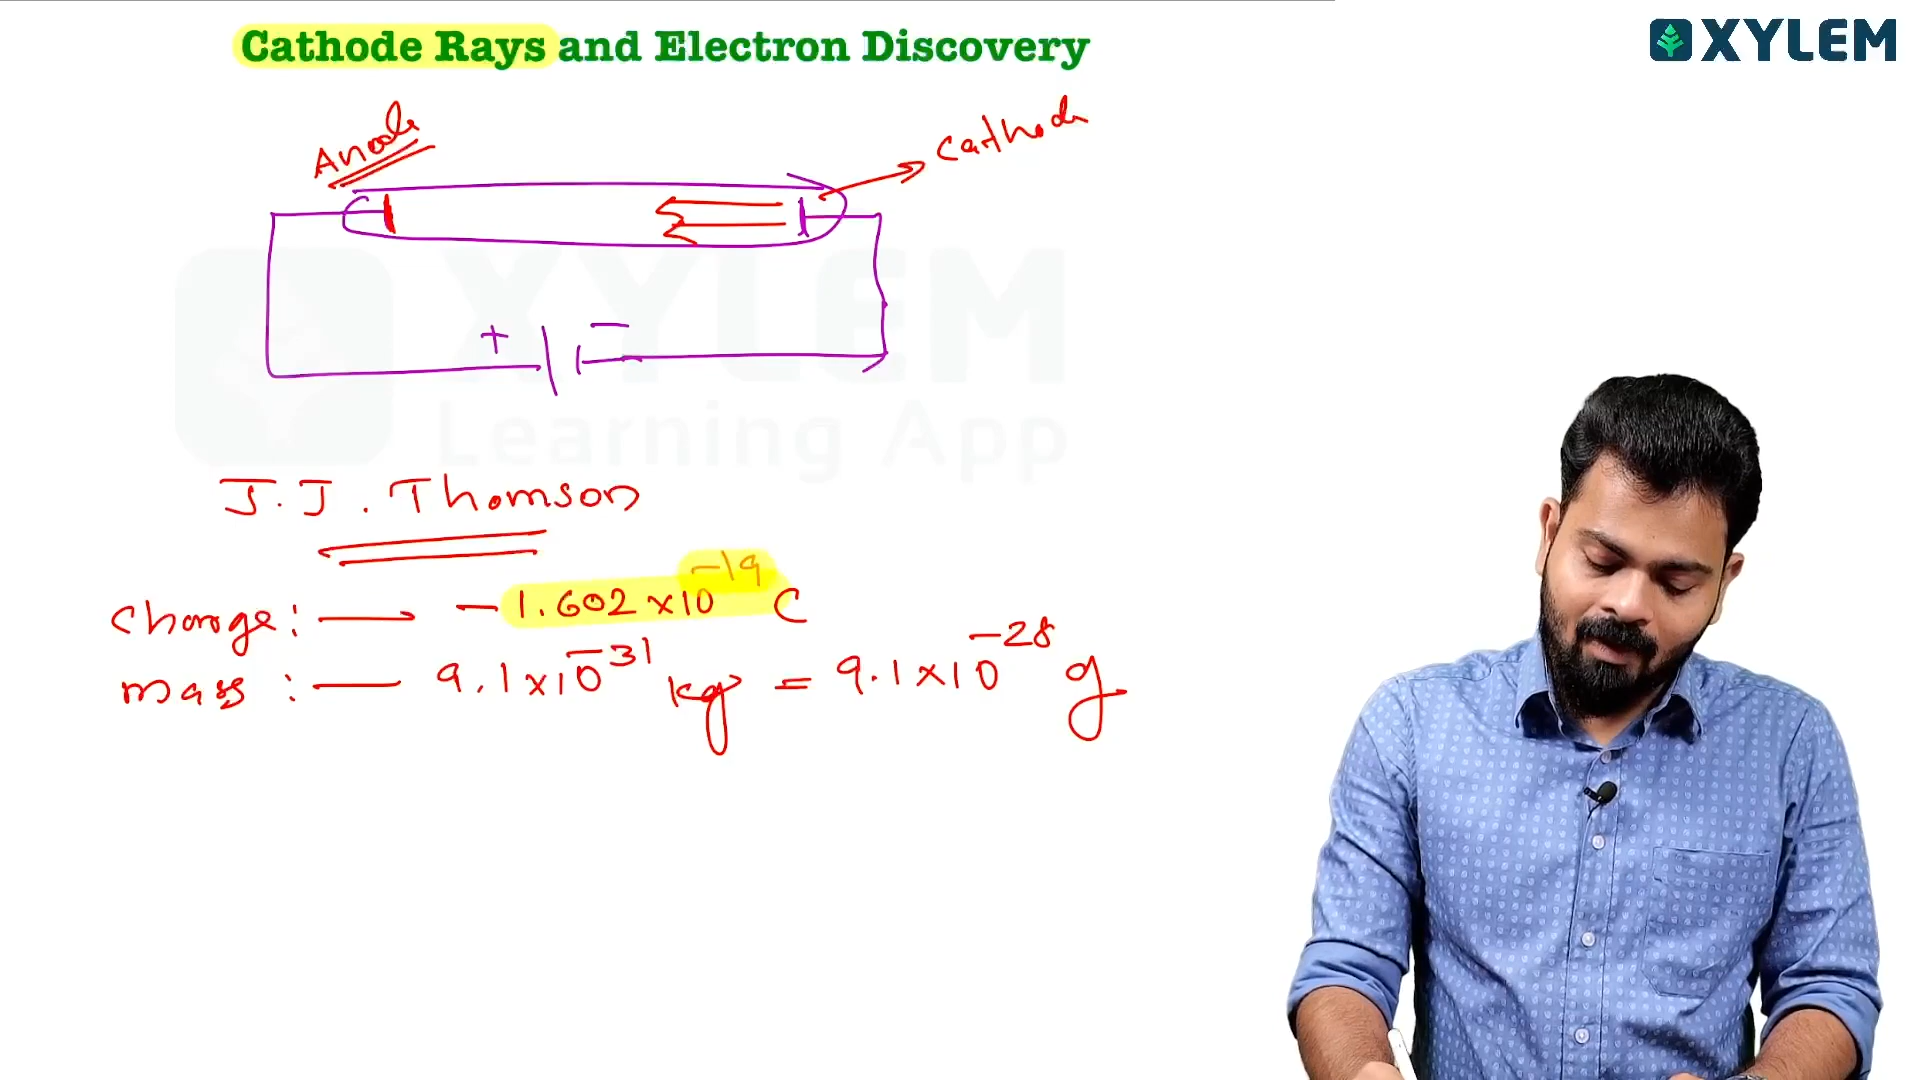 Cathode Rays and Electron Discovery
XYLEM
Anode
Cathode
+ −
XYLEM
Learning App
J.J. Thomson
Charge: — −1.602×10⁻¹⁹ C
mass: — 9.1×10⁻³¹ kg = 9.1×10⁻²⁸ g